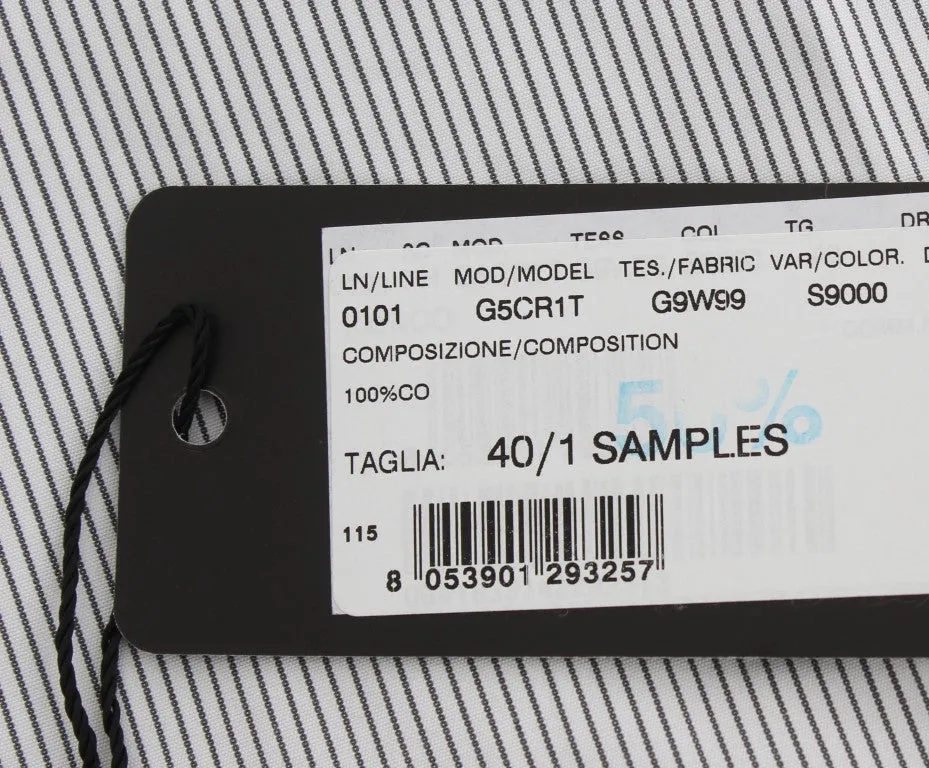 TG
LN/LINE MOD/MODEL TES./FABRIC VAR/COLOR.
0101 G5CR1T G9W99 S9000
COMPOSIZIONE/COMPOSITION
100%CO
TAGLIA: 40/1 SAMPLES
115
8 053901 293257